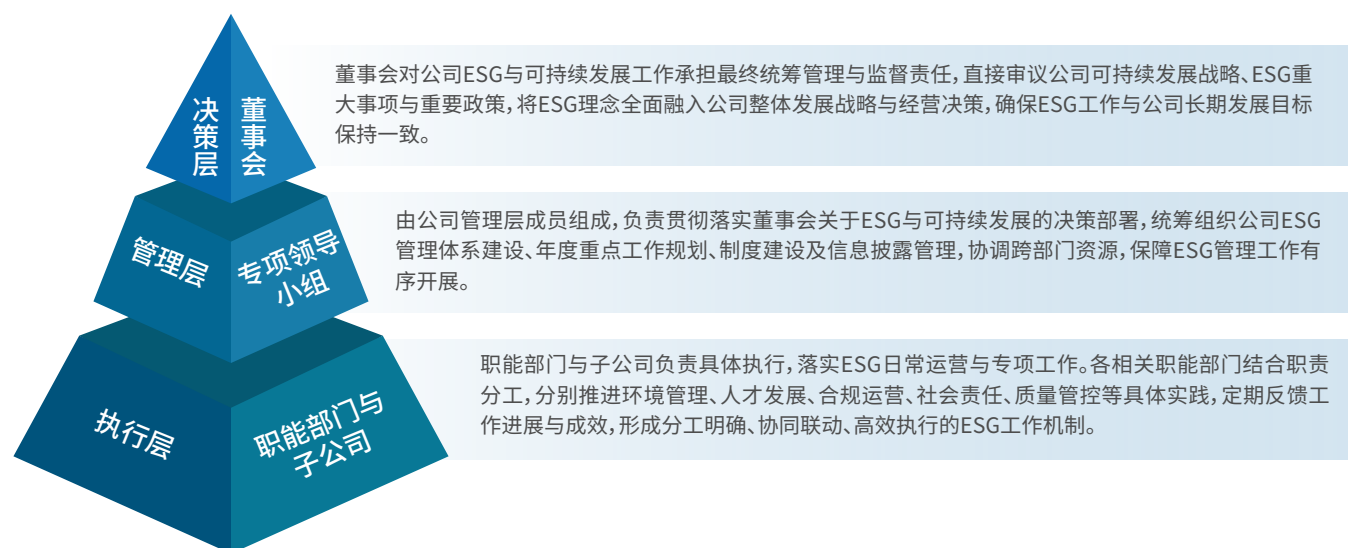 决策层
董事会
董事会对公司ESG与可持续发展工作承担最终统筹管理与监督责任，直接审议公司可持续发展战略、ESG重
大事项与重要政策，将ESG理念全面融入公司整体发展战略与经营决策，确保ESG工作与公司长期发展目标
保持一致。
管理层
专项领导
小组
由公司管理层成员组成，负责贯彻落实董事会关于ESG与可持续发展的决策部署，统筹组织公司ESG
管理体系建设、年度重点工作规划、制度建设及信息披露管理，协调跨部门资源，保障ESG管理工作有
序开展。
执行层
职能部门与
子公司
职能部门与子公司负责具体执行，落实ESG日常运营与专项工作。各相关职能部门结合职责
分工，分别推进环境管理、人才发展、合规运营、社会责任、质量管控等具体实践，定期反馈工
作进展与成效，形成分工明确、协同联动、高效执行的ESG工作机制。